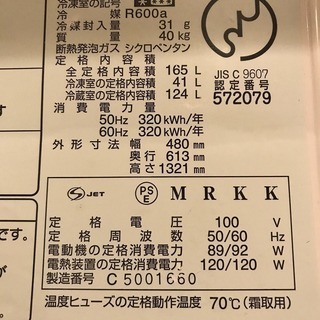 冷凍室の記号
冷媒 R600a
冷媒封入量 31 g
質量 40 kg
断熱発泡ガス シクロペンタン
定格内容積
全定格内容積 165 L
冷凍室の定格内容積 41 L
冷蔵室の定格内容積 124 L
消費電力量
50Hz 320 kWh/年
60Hz 320 kWh/年
外形寸法 幅 480 mm
奥行 613 mm
高さ 1321 mm
JIS C 9607
認定番号
572079
S JET
PS
E
MRKK
定格電圧 100 V
定格周波数 50/60 Hz
電動機の定格消費電力 89/92 W
電熱装置の定格消費電力 120/120 W
製造番号 C 5001660
温度ヒューズの定格動作温度 70℃(霜取用)
です。
が